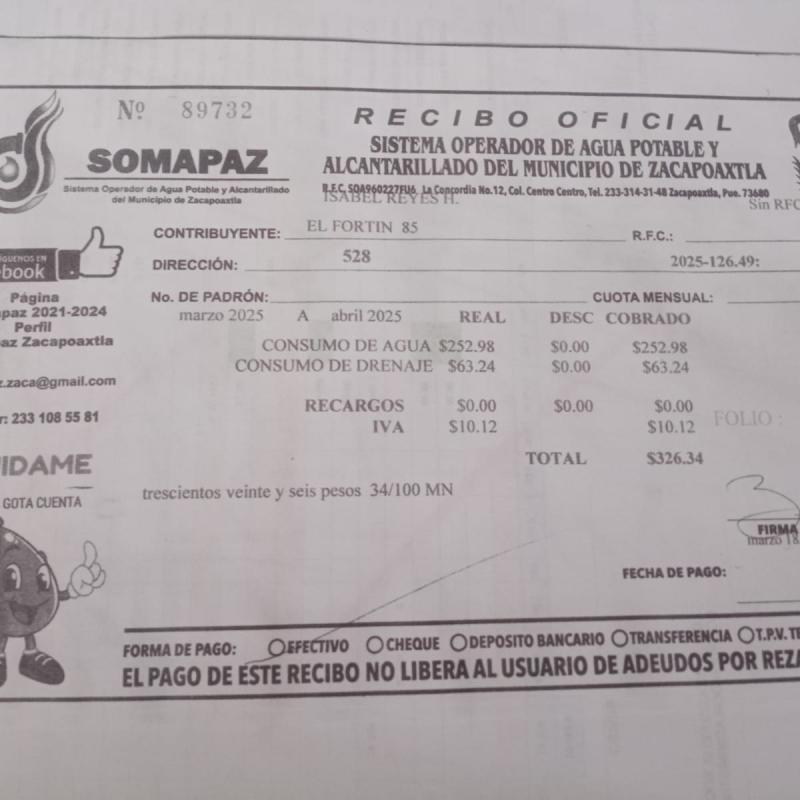 Nº 89732
RECIBO OFICIAL
SISTEMA OPERADOR DE AGUA POTABLE Y
ALCANTARILLADO DEL MUNICIPIO DE ZACAPOAXTLA
R.F.C. SOA960227FU6, La Concordia No.12, Col. Centro Centro, Tel. 233-314-31-48 Zacapoaxtla, Pue. 73680
SOMAPAZ
Sistema Operador de Agua Potable y Alcantarillado
del Municipio de Zacapoaxtla
ISABEL REYES H.
Sin RFC
CONTRIBUYENTE: EL FORTIN 85 R.F.C.:
DIRECCIÓN: 528 2025-126.49:
No. DE PADRÓN: CUOTA MENSUAL:
SÍGUENOS EN
book
Página
paz 2021-2024
Perfil
az Zacapoaxtla
z.zaca@gmail.com
r: 233 108 55 81
IDAME
GOTA CUENTA
marzo 2025 A abril 2025 REAL DESC COBRADO
CONSUMO DE AGUA $252.98 $0.00 $252.98
CONSUMO DE DRENAJE $63.24 $0.00 $63.24
RECARGOS $0.00 $0.00 $0.00
IVA $10.12 $10.12
FOLIO :
TOTAL $326.34
trescientos veinte y seis pesos 34/100 MN
FIRMA
marzo 18
FECHA DE PAGO:
FORMA DE PAGO: EFECTIVO CHEQUE DEPOSITO BANCARIO TRANSFERENCIA T.P.V. TE
EL PAGO DE ESTE RECIBO NO LIBERA AL USUARIO DE ADEUDOS POR REZA